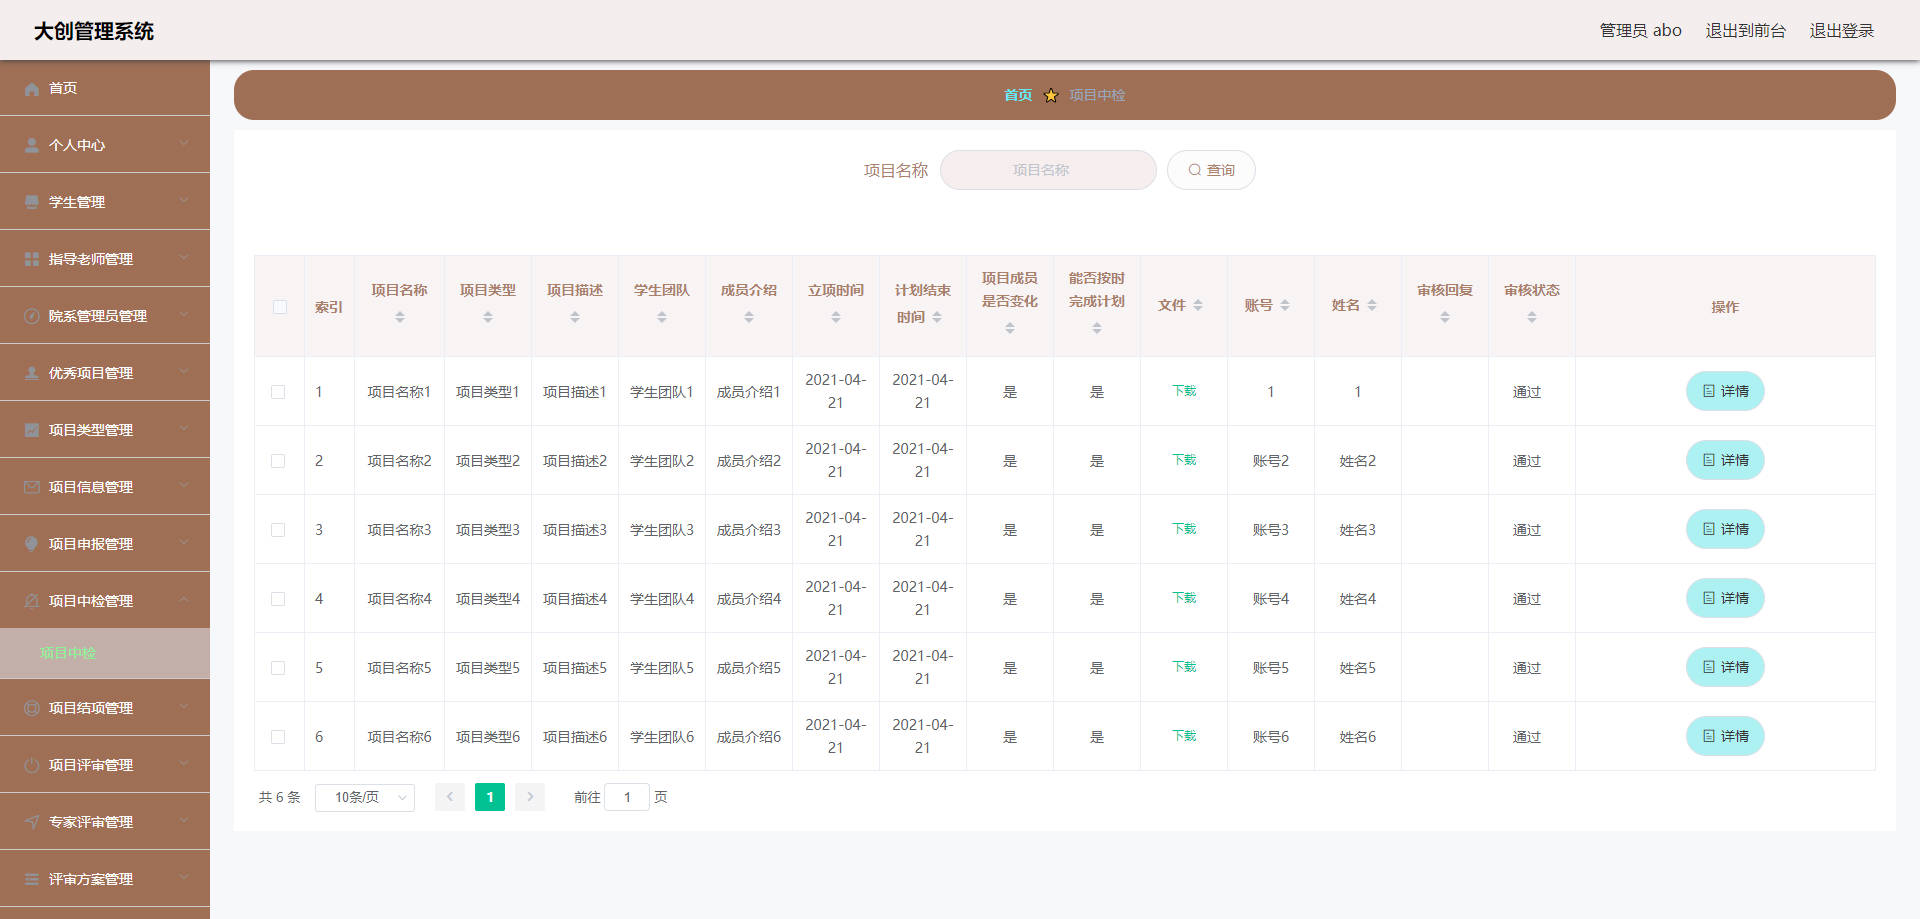 大创管理系统
管理员 abo 退出到前台 退出登录
首页
个人中心
学生管理
指导老师管理
院系管理员管理
优秀项目管理
项目类型管理
项目信息管理
项目申报管理
项目中检管理
项目中检
项目结项管理
项目评审管理
专家评审管理
评审方案管理
首页 项目中检
项目名称 项目名称 查询
索引 项目名称 项目类型 项目描述 学生团队 成员介绍 立项时间 计划结束时间 项目成员是否变化 能否按时完成计划 文件 账号 姓名 审核回复 审核状态 操作
1 项目名称1 项目类型1 项目描述1 学生团队1 成员介绍1 2021-04-21 2021-04-21 是 是 下载 1 1 通过 详情
2 项目名称2 项目类型2 项目描述2 学生团队2 成员介绍2 2021-04-21 2021-04-21 是 是 下载 账号2 姓名2 通过 详情
3 项目名称3 项目类型3 项目描述3 学生团队3 成员介绍3 2021-04-21 2021-04-21 是 是 下载 账号3 姓名3 通过 详情
4 项目名称4 项目类型4 项目描述4 学生团队4 成员介绍4 2021-04-21 2021-04-21 是 是 下载 账号4 姓名4 通过 详情
5 项目名称5 项目类型5 项目描述5 学生团队5 成员介绍5 2021-04-21 2021-04-21 是 是 下载 账号5 姓名5 通过 详情
6 项目名称6 项目类型6 项目描述6 学生团队6 成员介绍6 2021-04-21 2021-04-21 是 是 下载 账号6 姓名6 通过 详情
共 6 条 10条/页 1 前往 1 页